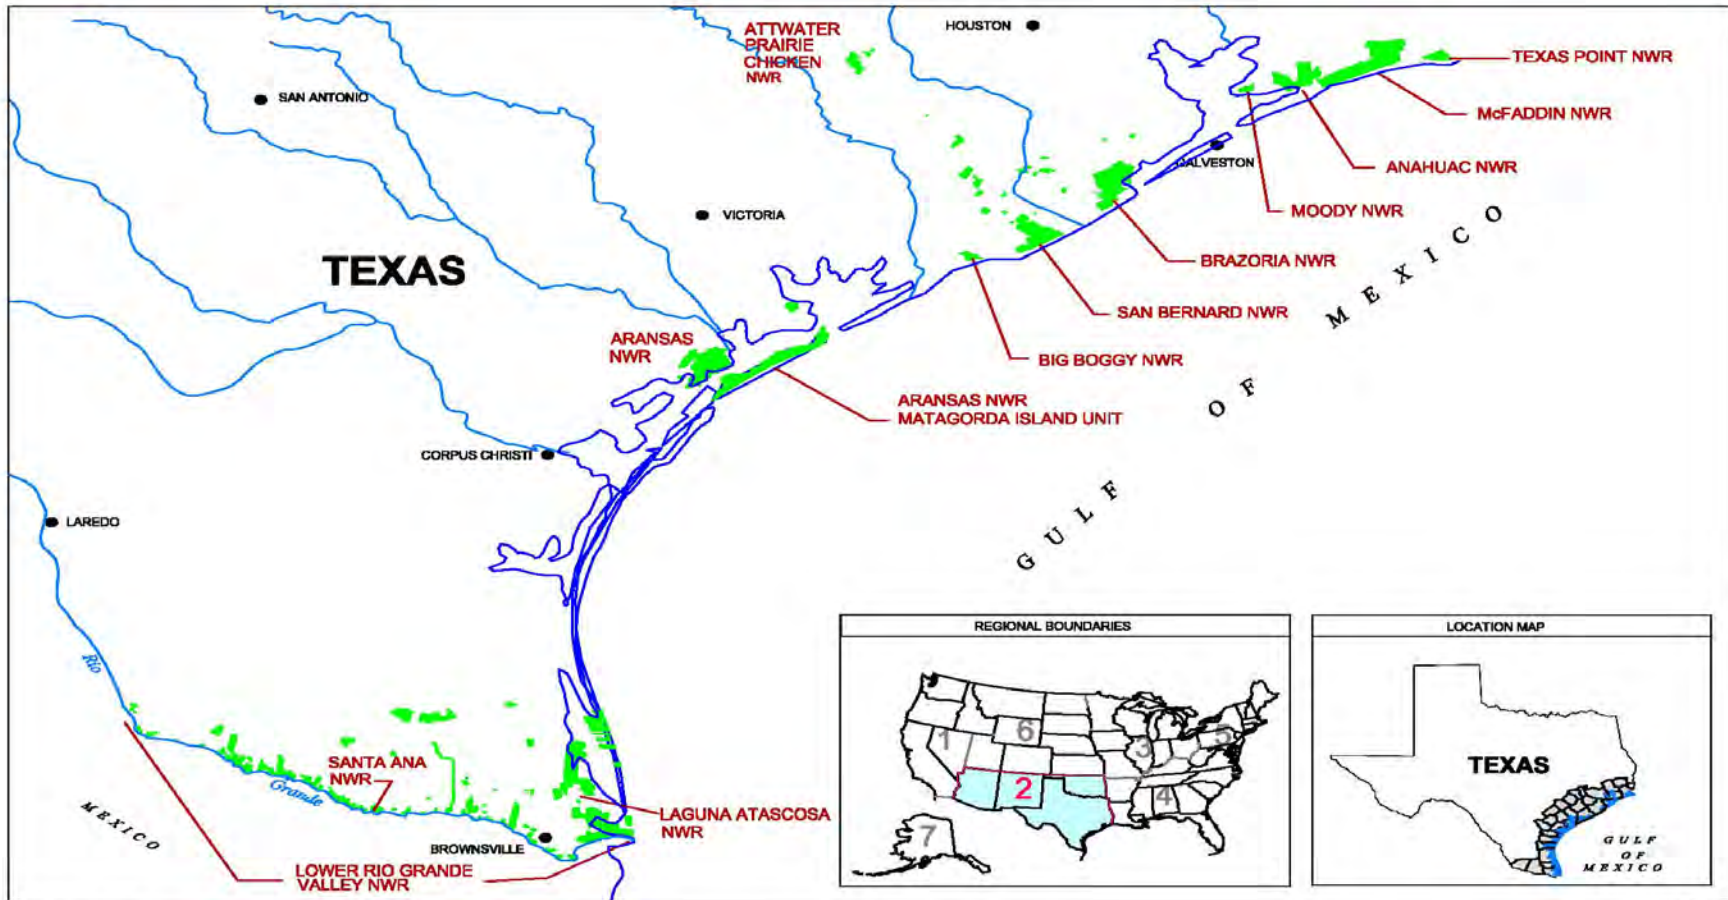 ATTWATER
PRAIRIE
CHICKEN
NWR
HOUSTON
TEXAS POINT NWR
SAN ANTONIO
McFADDIN NWR
GALVESTON
ANAHUAC NWR
MOODY NWR
VICTORIA
TEXAS
BRAZORIA NWR
SAN BERNARD NWR
ARANSAS
NWR
BIG BOGGY NWR
ARANSAS NWR
MATAGORDA ISLAND UNIT
GULF OF MEXICO
CORPUS CHRISTI
LAREDO
Rio
Grande
SANTA ANA
NWR
LAGUNA ATASCOSA
NWR
MEXICO
BROWNSVILLE
LOWER RIO GRANDE
VALLEY NWR
REGIONAL BOUNDARIES
1
6
3
5
2
4
7
LOCATION MAP
TEXAS
GULF
OF
MEXICO